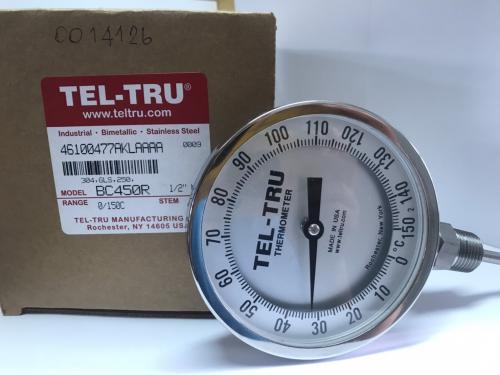 0014126
TEL-TRU®
www.teltru.com
Industrial · Bimetallic · Stainless Steel
46100477AKLAAAA 0009
304,GLS,250,
MODEL BC450R 1/2"
RANGE 0/150C STEM
TEL-TRU MANUFACTURING
Rochester, NY 14605 USA
TEL-TRU
THERMOMETER
MADE IN USA
www.teltru.com
Rochester, New York
0 10 20 30 40 50 60 70 80 90 100 110 120 130 140 150
°C
2